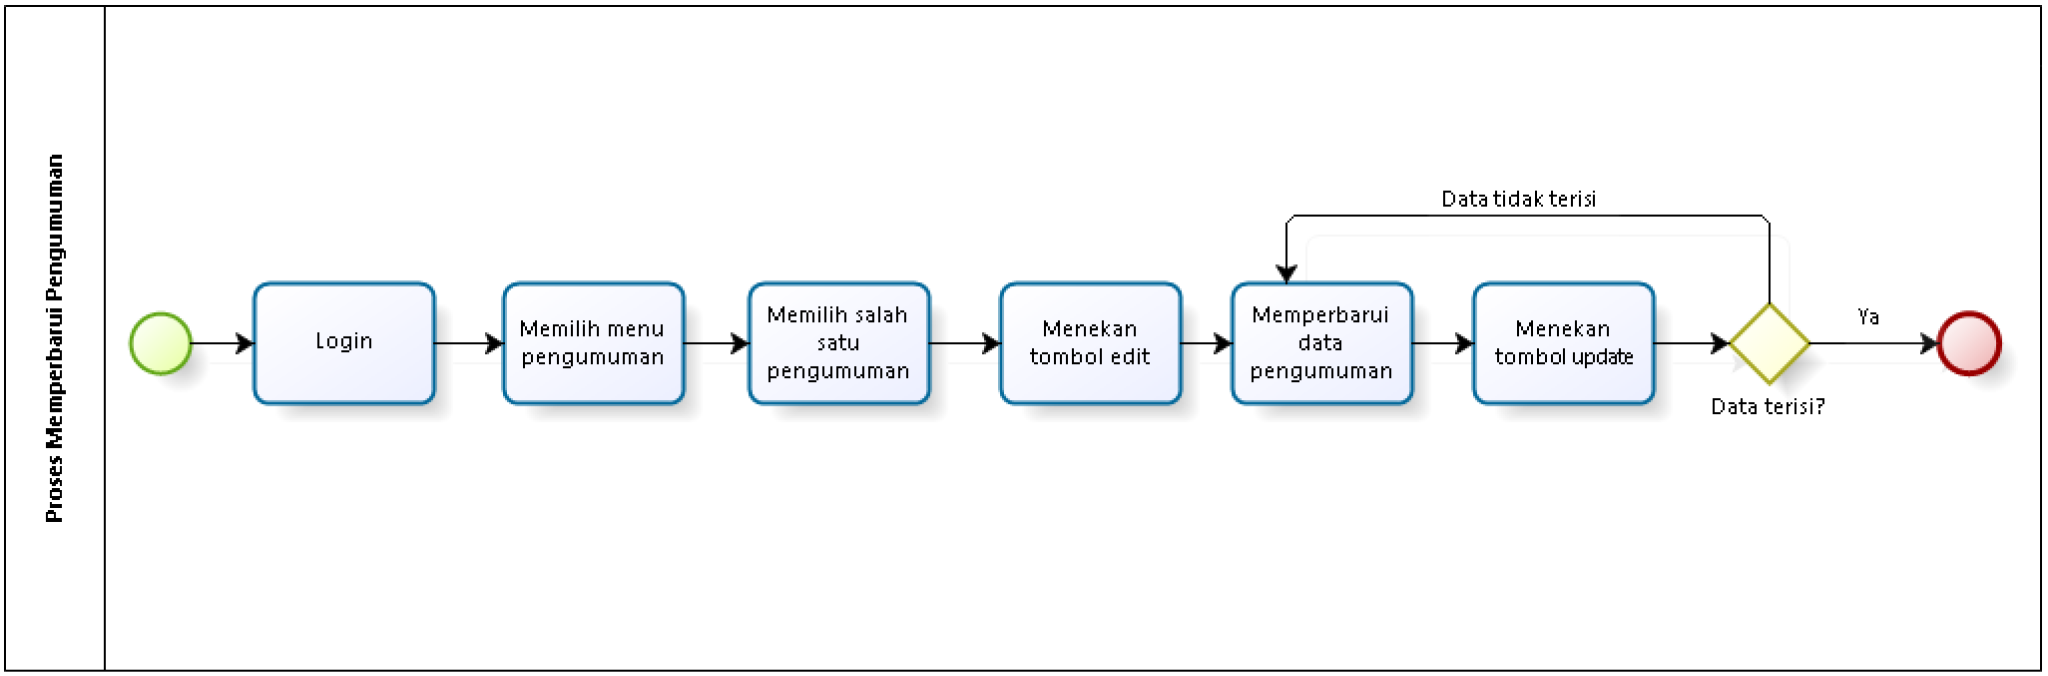 Proses Memperbarui Pengumuman
Login
Memilih menu
pengumuman
Memilih salah
satu
pengumuman
Menekan
tombol edit
Memperbarui
data
pengumuman
Menekan
tombol update
Data tidak terisi
Data terisi?
Ya